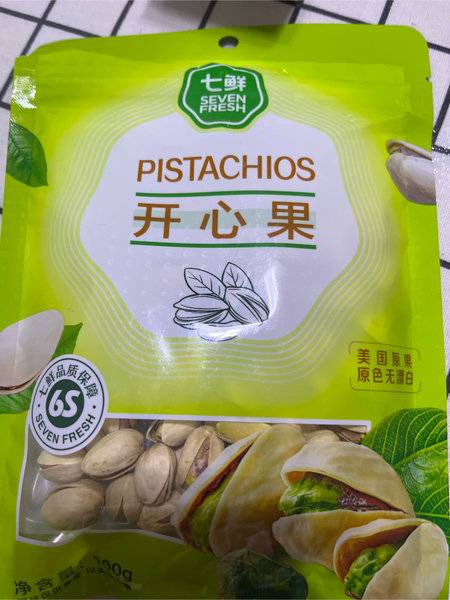 七鲜
SEVEN
FRESH
PISTACHIOS
开心果
美国原果
原色无漂白
七鲜品质保障
6S
SEVEN FRESH
净含量: